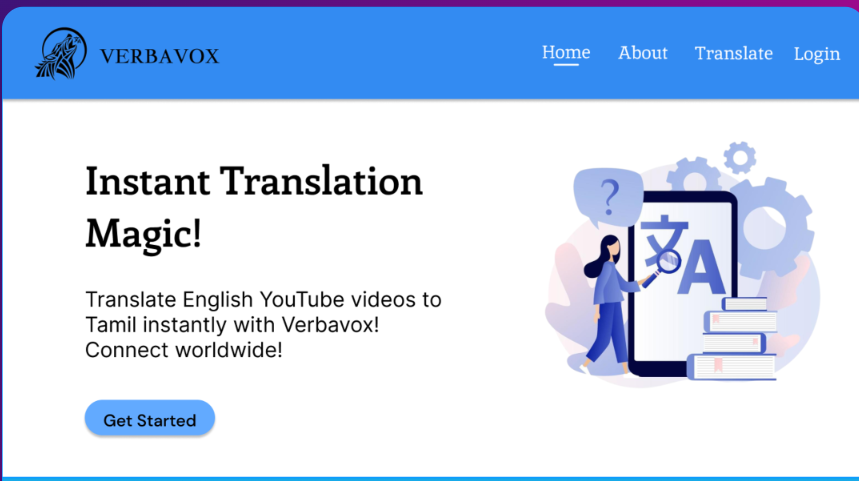 VERBAVOX
Home About Translate Login
Instant Translation
Magic!
Translate English YouTube videos to
Tamil instantly with Verbavox!
Connect worldwide!
Get Started
?
文A